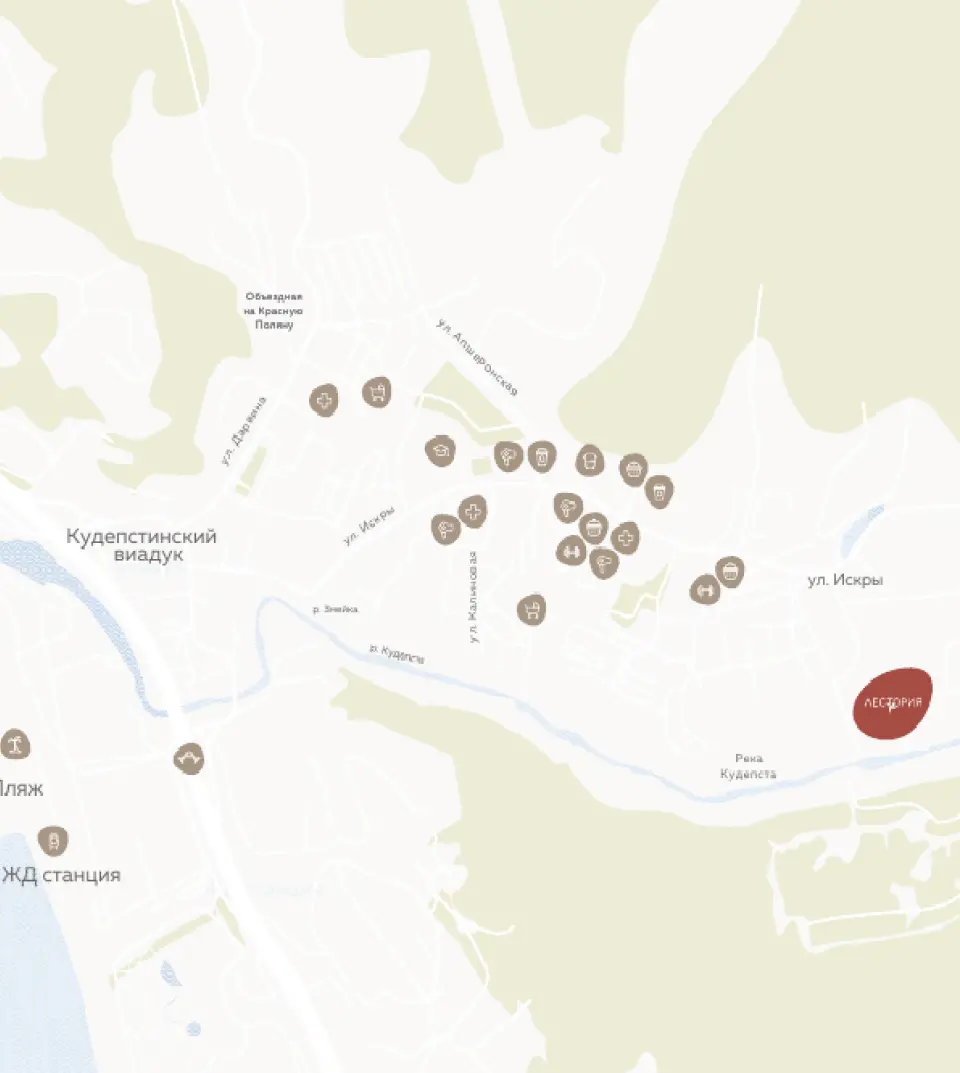 Объездная
на Красную
Поляну
ул. Апшеронская
ул. Дарвина
ул. Искры
Кудепстинский
виадук
ул. Калиновая
ул. Искры
р. Змейка
р. Кудепста
ЛЕСТОРИЯ
Река
Кудепста
Пляж
ЖД станция